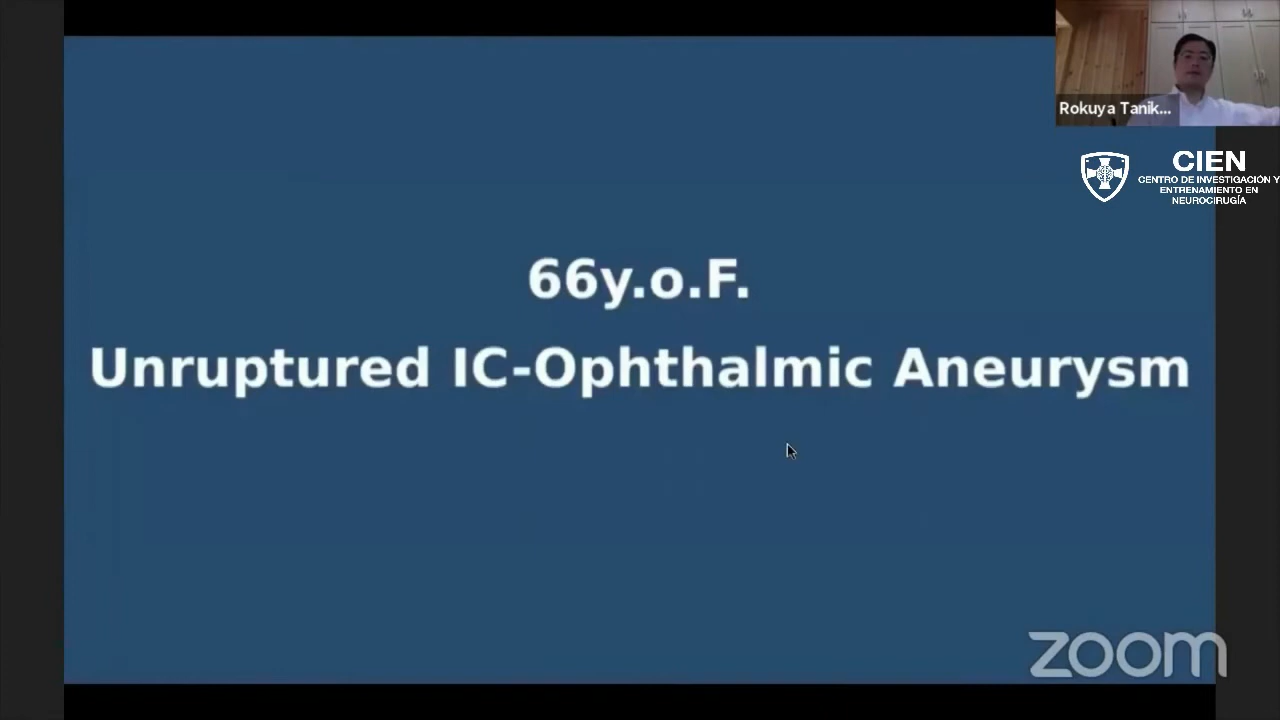 Rokuya Tanik...
CIEN
CENTRO DE INVESTIGACIÓN Y
ENTRENAMIENTO EN
NEUROCIRUGÍA
66y.o.F.
Unruptured IC-Ophthalmic Aneurysm
zoom